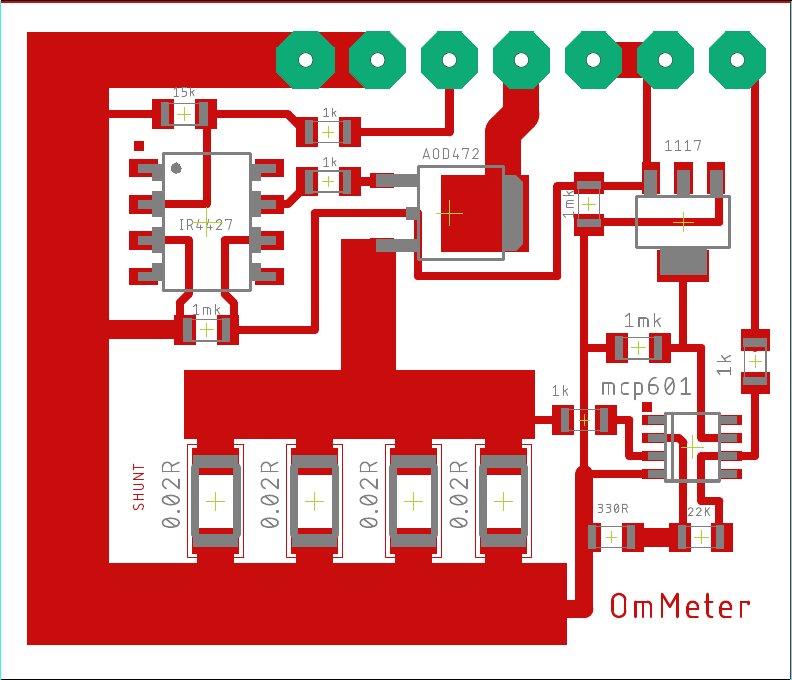 15k
1k
AOD472
1117
1k
1mk
IR4427
1mk
1mk
1k
1k
mcp601
SHUNT
0.02R
0.02R
0.02R
0.02R
330R
22K
OmMeter